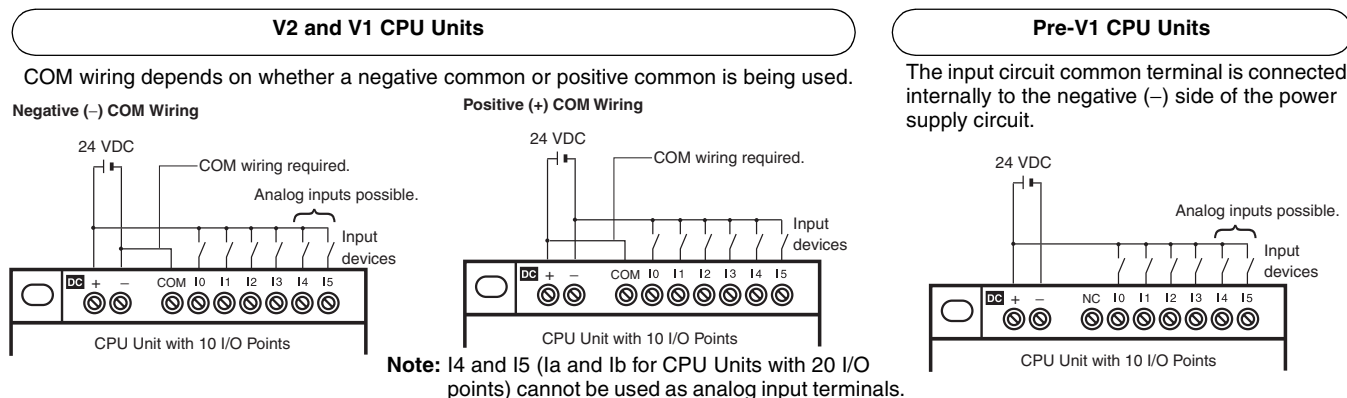 V2 and V1 CPU Units
COM wiring depends on whether a negative common or positive common is being used.
Negative (–) COM Wiring
24 VDC
COM wiring required.
Analog inputs possible.
Input
devices
DC + – COM I0 I1 I2 I3 I4 I5
CPU Unit with 10 I/O Points
Positive (+) COM Wiring
24 VDC
COM wiring required.
Input
devices
DC + – COM I0 I1 I2 I3 I4 I5
CPU Unit with 10 I/O Points
Note: I4 and I5 (Ia and Ib for CPU Units with 20 I/O
points) cannot be used as analog input terminals.
Pre-V1 CPU Units
The input circuit common terminal is connected
internally to the negative (–) side of the power
supply circuit.
24 VDC
Analog inputs possible.
Input
devices
DC + – NC I0 I1 I2 I3 I4 I5
CPU Unit with 10 I/O Points